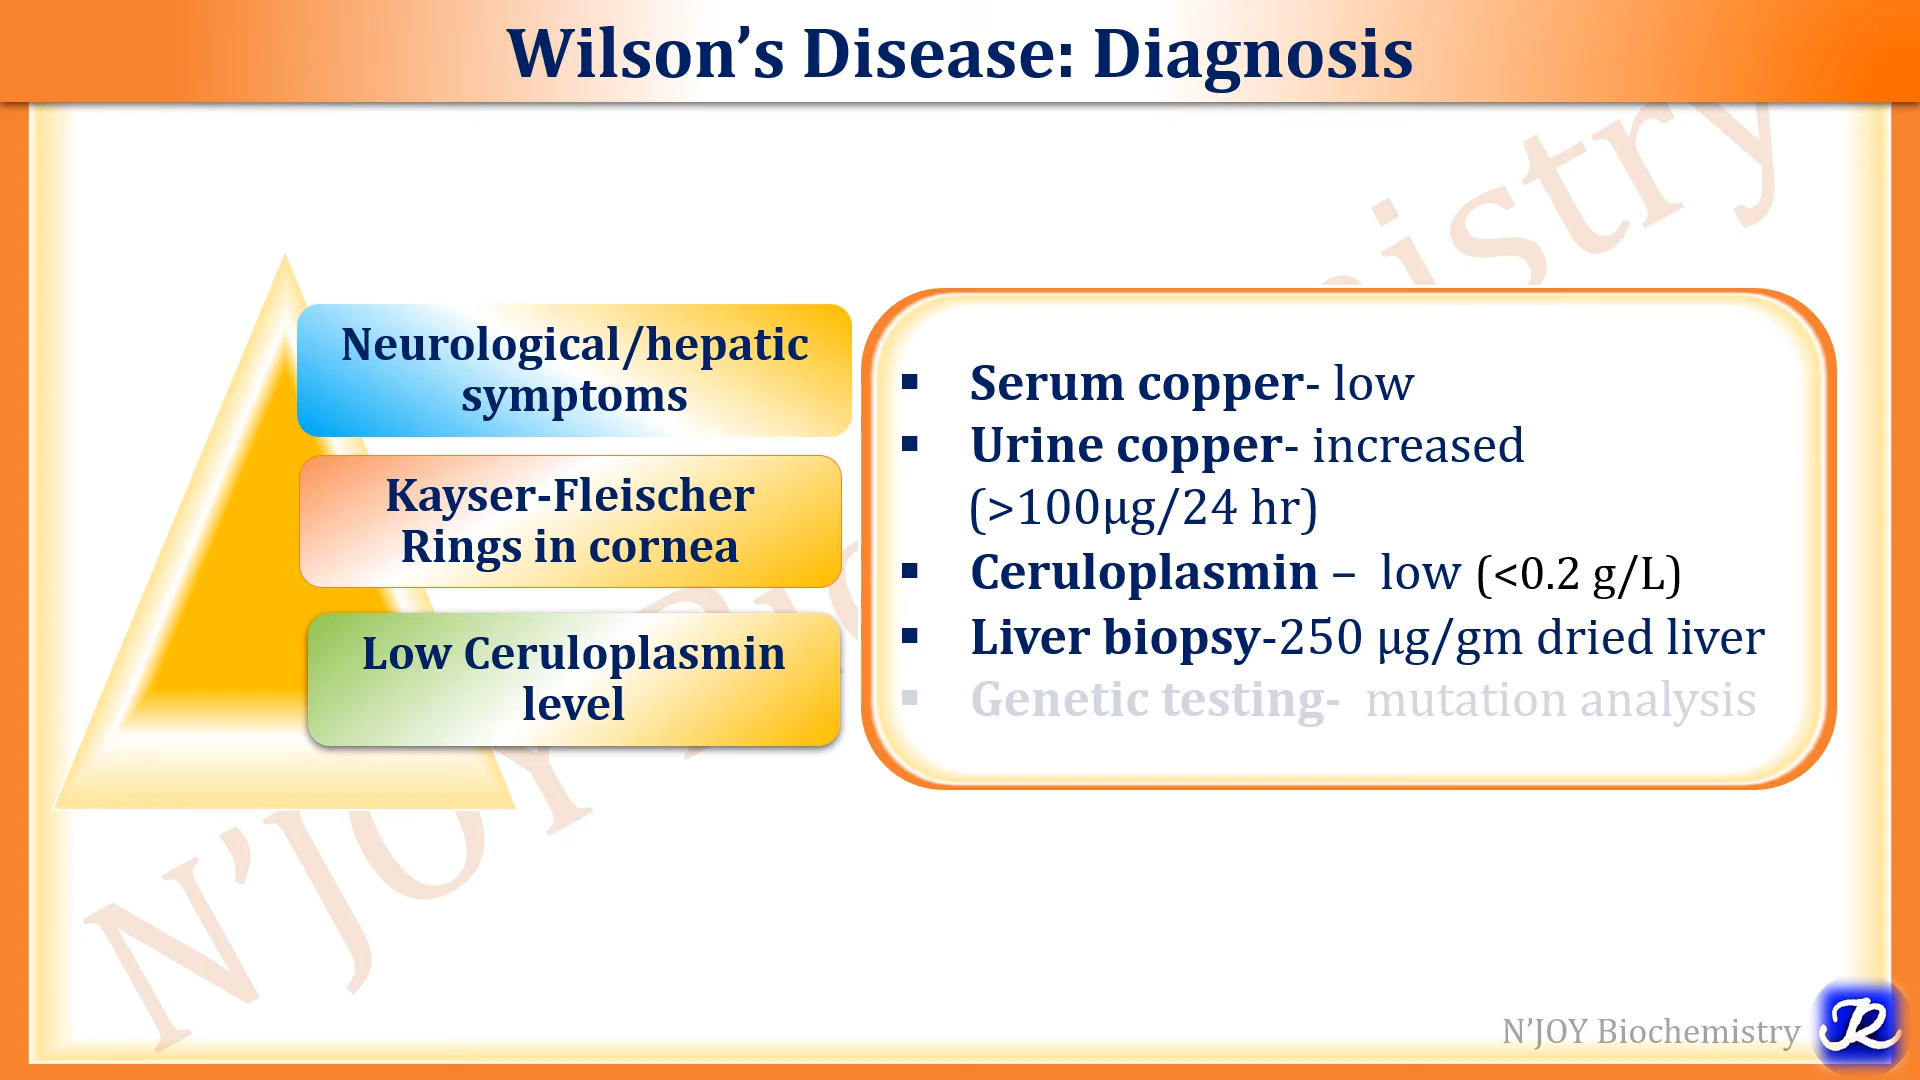 Wilson’s Disease: Diagnosis
Neurological/hepatic
symptoms
Kayser-Fleischer
Rings in cornea
Low Ceruloplasmin
level
▪ Serum copper- low
▪ Urine copper- increased
(>100μg/24 hr)
▪ Ceruloplasmin – low (<0.2 g/L)
▪ Liver biopsy-250 μg/gm dried liver
▪ Genetic testing- mutation analysis
N’JOY Biochemistry